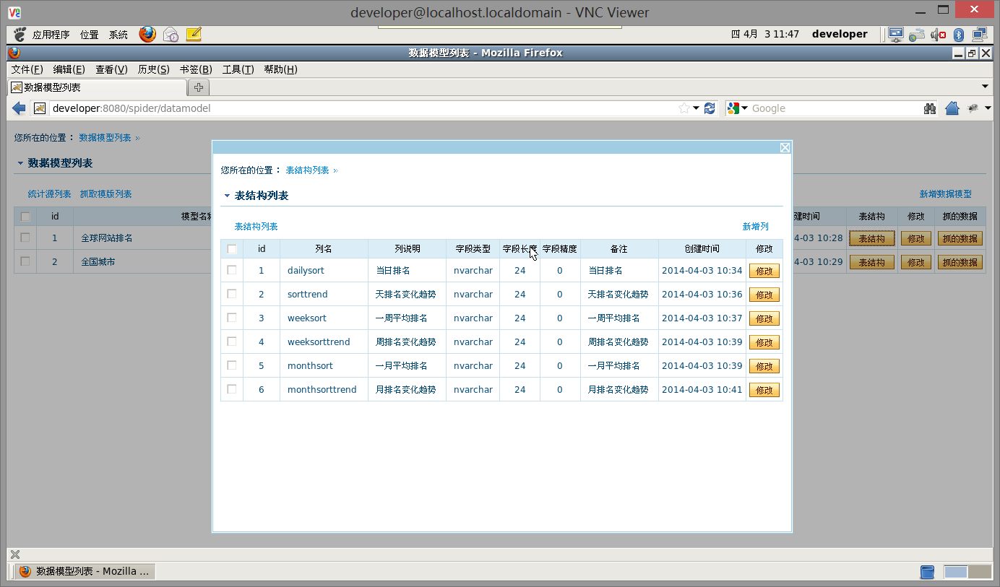 developer@localhost.localdomain - VNC Viewer
应用程序 位置 系统 四 4月 3 11:47 developer
数据模型列表 - Mozilla Firefox
文件(F) 编辑(E) 查看(V) 历史(S) 书签(B) 工具(T) 帮助(H)
数据模型列表
developer:8080/spider/datamodel Google
您所在的位置： 数据模型列表 »
数据模型列表
统计源列表 抓取模版列表 新增数据模型
id 模型名称 建时间 表结构 修改 抓的数据
1 全球网站排名 4-03 10:28 表结构 修改 抓的数据
2 全国城市 4-03 10:29 表结构 修改 抓的数据
您所在的位置： 表结构列表 »
表结构列表
表结构列表 新增列
id 列名 列说明 字段类型 字段长度 字段精度 备注 创建时间 修改
1 dailysort 当日排名 nvarchar 24 0 当日排名 2014-04-03 10:34 修改
2 sorttrend 天排名变化趋势 nvarchar 24 0 天排名变化趋势 2014-04-03 10:36 修改
3 weeksort 一周平均排名 nvarchar 24 0 一周平均排名 2014-04-03 10:37 修改
4 weeksorttrend 周排名变化趋势 nvarchar 24 0 周排名变化趋势 2014-04-03 10:39 修改
5 monthsort 一月平均排名 nvarchar 24 0 一月平均排名 2014-04-03 10:39 修改
6 monthsorttrend 月排名变化趋势 nvarchar 24 0 月排名变化趋势 2014-04-03 10:41 修改
数据模型列表 - Mozilla ...